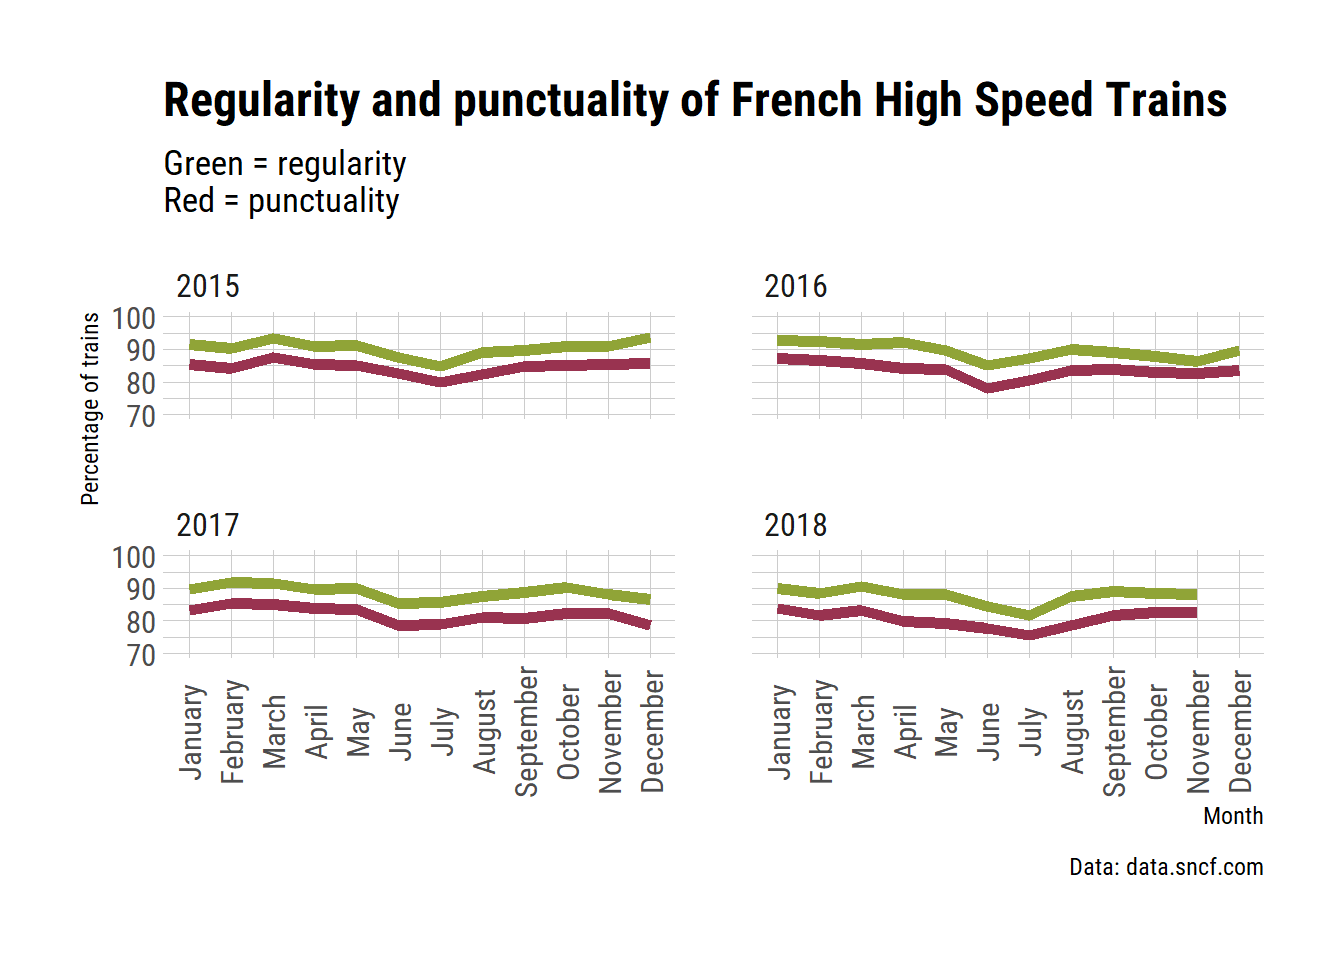 Regularity and punctuality of French High Speed Trains
Green = regularity
Red = punctuality
2015
2016
Percentage of trains
100
90
80
70
2017
2018
100
90
80
70
January
February
March
April
May
June
July
August
September
October
November
December
January
February
March
April
May
June
July
August
September
October
November
December
Month
Data: data.sncf.com